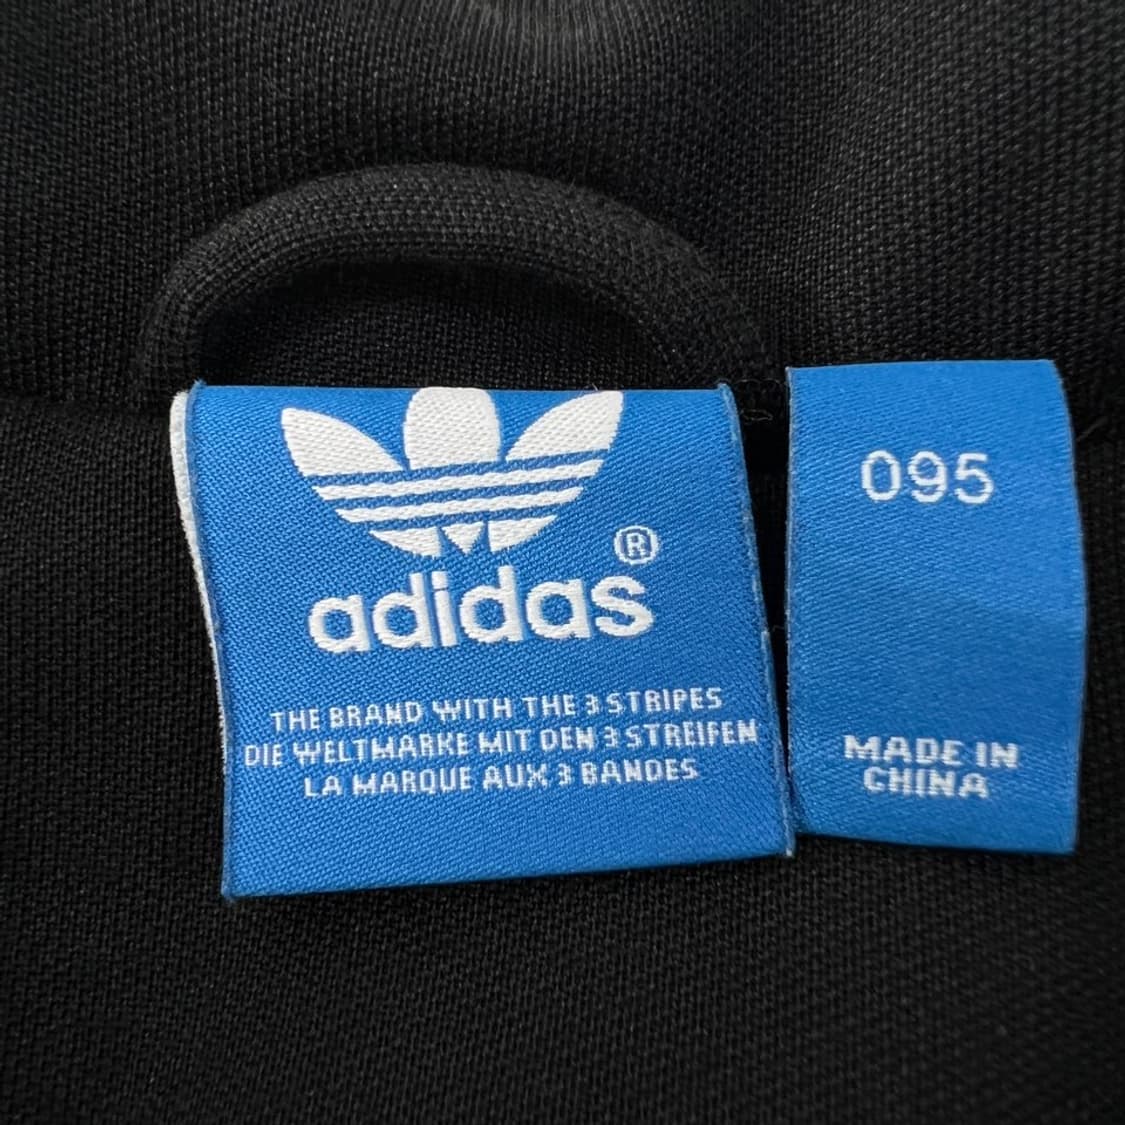 adidas®
THE BRAND WITH THE 3 STRIPES
DIE WELTMARKE MIT DEN 3 STREIFEN
LA MARQUE AUX 3 BANDES
095
MADE IN
CHINA